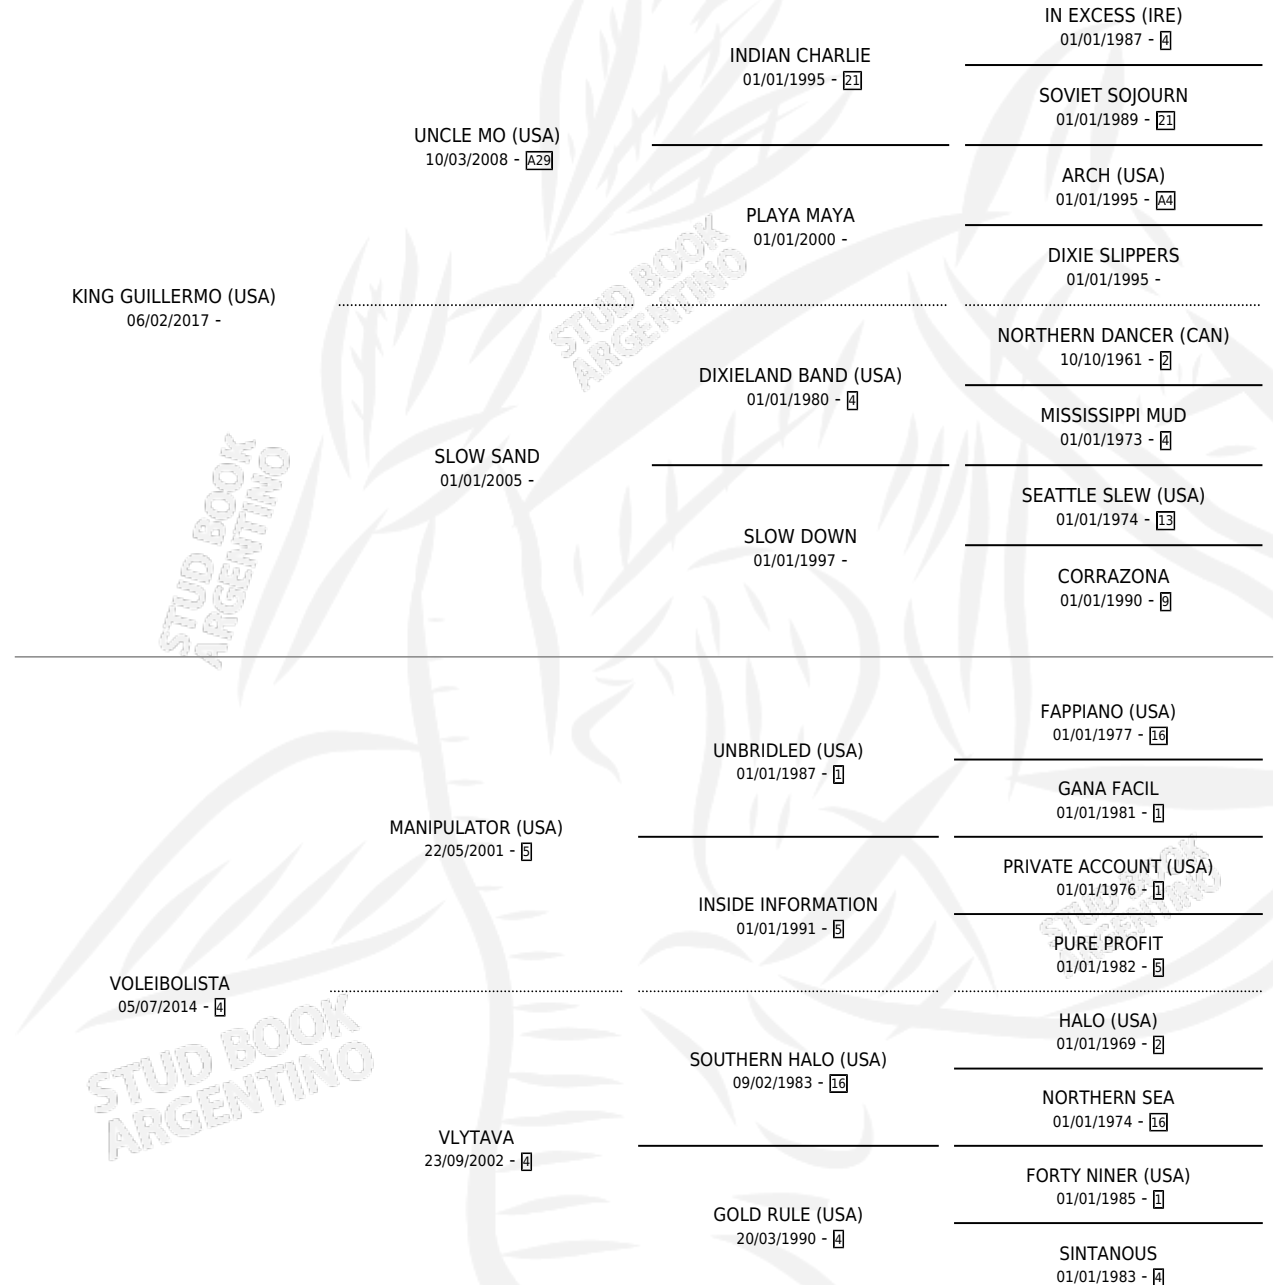 IN EXCESS (IRE)
01/01/1987 - 4
INDIAN CHARLIE
01/01/1995 - 21
SOVIET SOJOURN
01/01/1989 - 21
UNCLE MO (USA)
10/03/2008 - A29
ARCH (USA)
01/01/1995 - A4
PLAYA MAYA
01/01/2000 -
DIXIE SLIPPERS
01/01/1995 -
KING GUILLERMO (USA)
06/02/2017 -
NORTHERN DANCER (CAN)
10/10/1961 - 2
DIXIELAND BAND (USA)
01/01/1980 - 4
MISSISSIPPI MUD
01/01/1973 - 4
SLOW SAND
01/01/2005 -
SEATTLE SLEW (USA)
01/01/1974 - 13
SLOW DOWN
01/01/1997 -
CORRAZONA
01/01/1990 - 9
FAPPIANO (USA)
01/01/1977 - 16
UNBRIDLED (USA)
01/01/1987 - 1
GANA FACIL
01/01/1981 - 1
MANIPULATOR (USA)
22/05/2001 - 5
PRIVATE ACCOUNT (USA)
01/01/1976 - 1
INSIDE INFORMATION
01/01/1991 - 5
PURE PROFIT
01/01/1982 - 5
VOLEIBOLISTA
05/07/2014 - 4
HALO (USA)
01/01/1969 - 2
SOUTHERN HALO (USA)
09/02/1983 - 16
NORTHERN SEA
01/01/1974 - 16
VLYTAVA
23/09/2002 - 4
FORTY NINER (USA)
01/01/1985 - 1
GOLD RULE (USA)
20/03/1990 - 4
SINTANOUS
01/01/1983 - 4
STUD BOOK
ARGENTINO
STUD BOOK
ARGENTINO
STUD BOOK
ARGENTINO
STUD BOOK
ARGENTINO